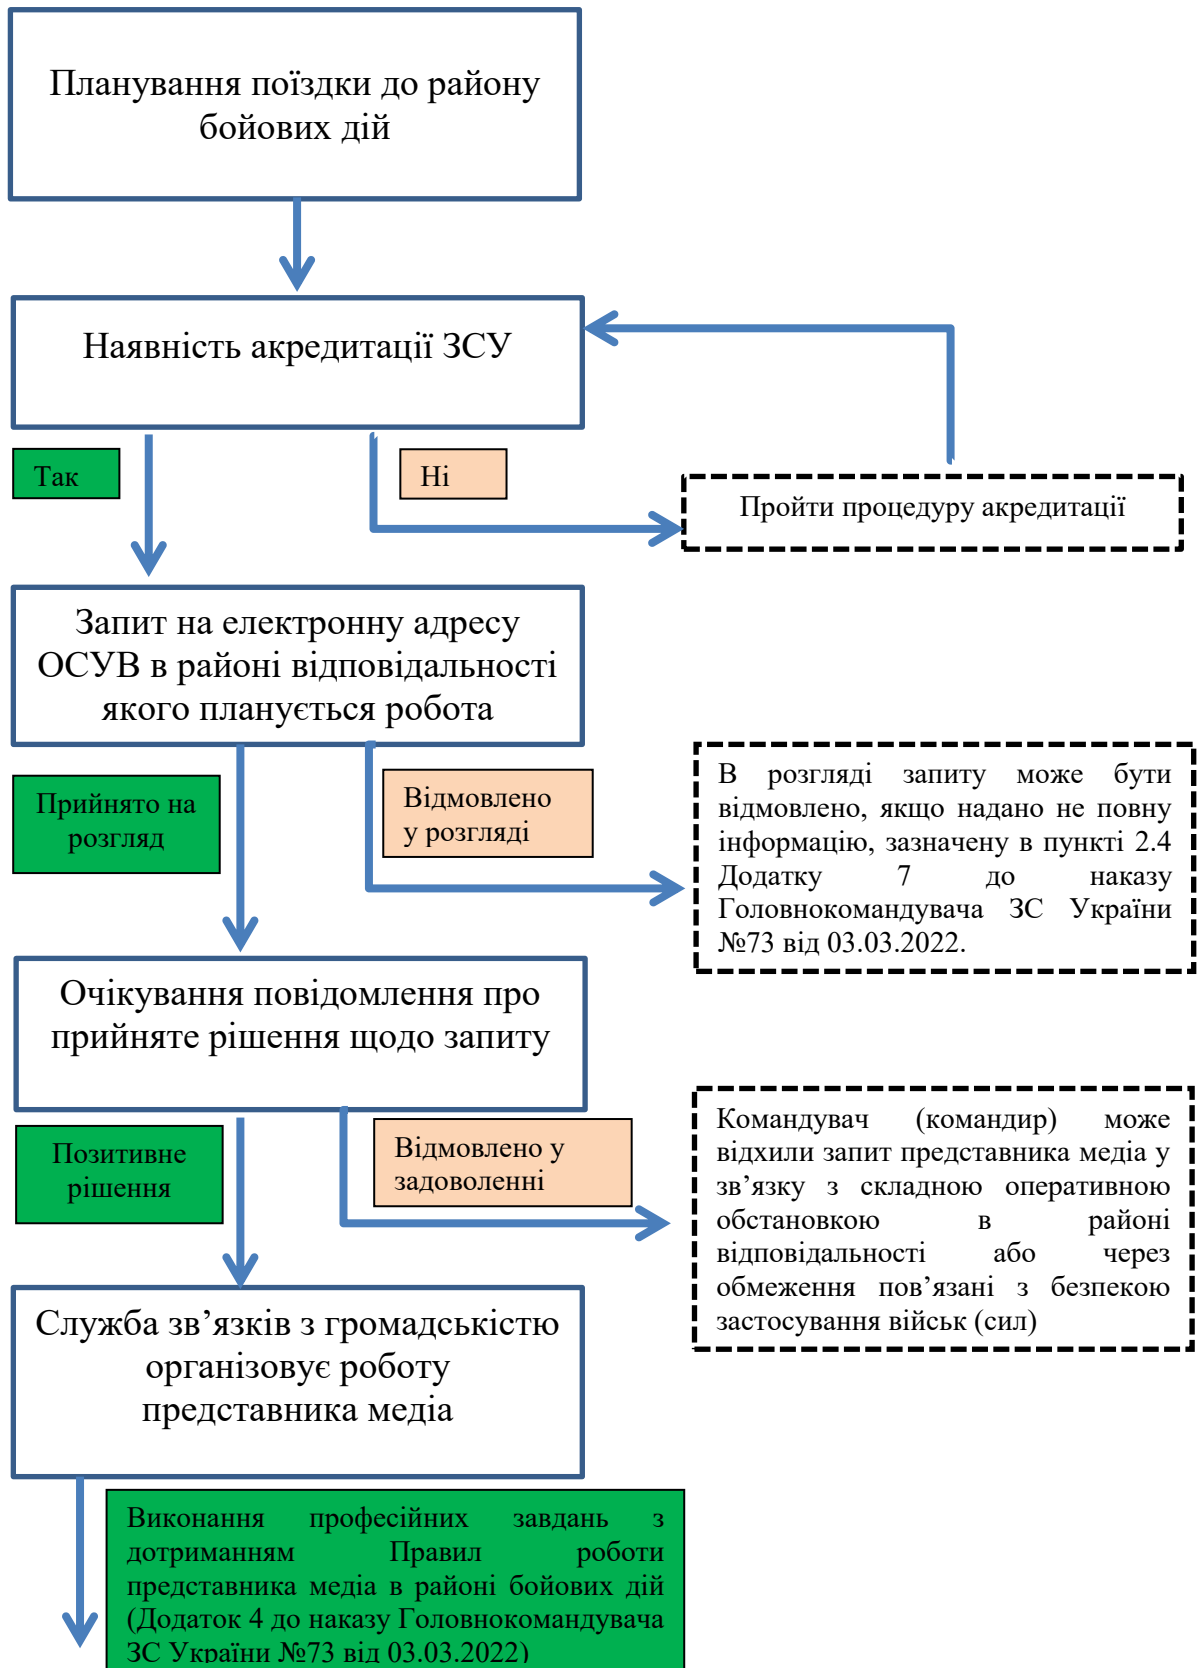 Планування поїздки до району
бойових дій
Наявність акредитації ЗСУ
Так
Ні
Пройти процедуру акредитації
Запит на електронну адресу
ОСУВ в районі відповідальності
якого планується робота
Прийнято на
розгляд
Відмовлено
у розгляді
В розгляді запиту може бути
відмовлено, якщо надано не повну
інформацію, зазначену в пункті 2.4
Додатку 7 до наказу
Головнокомандувача ЗС України
№73 від 03.03.2022.
Очікування повідомлення про
прийняте рішення щодо запиту
Позитивне
рішення
Відмовлено у
задоволенні
Командувач (командир) може
відхили запит представника медіа у
зв’язку з складною оперативною
обстановкою в районі
відповідальності або через
обмеження пов’язані з безпекою
застосування військ (сил)
Служба зв’язків з громадськістю
організовує роботу
представника медіа
Виконання професійних завдань з
дотриманням Правил роботи
представника медіа в районі бойових дій
(Додаток 4 до наказу Головнокомандувача
ЗС України №73 від 03.03.2022)